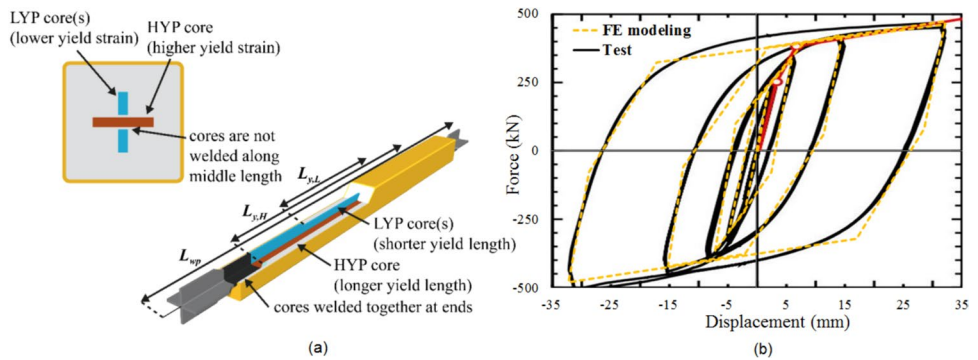 LYP core(s)
(lower yield strain)
HYP core
(higher yield strain)
cores are not
welded along
middle length
L_y,L
L_y,H
L_wp
LYP core(s)
(shorter yield length)
HYP core
(longer yield length)
cores welded together at ends
(a)
500
250
0
-250
-500
Force (kN)
FE modeling
Test
-35 -25 -15 -5 5 15 25 35
Displacement (mm)
(b)